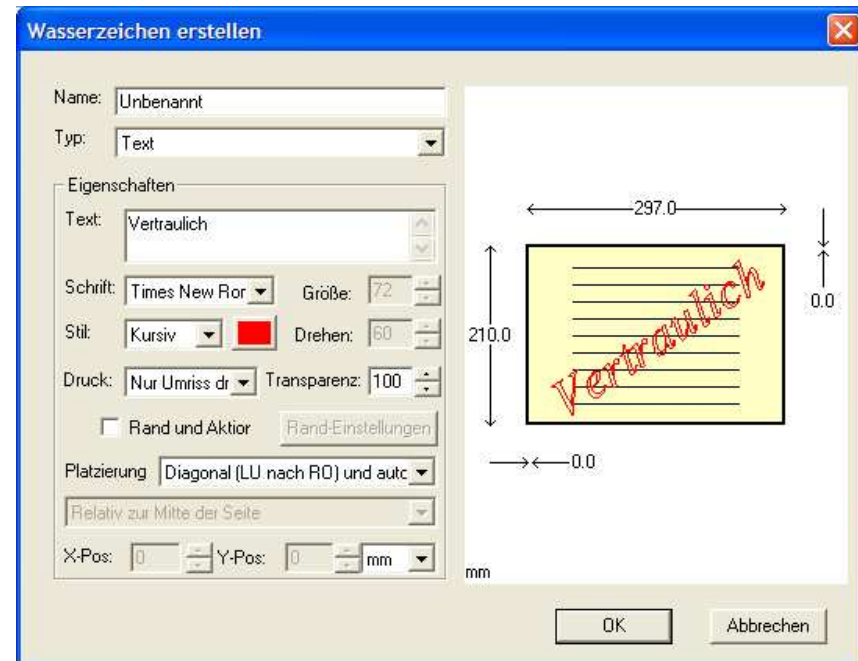 Wasserzeichen erstellen
Name: Unbenannt
Typ: Text
Eigenschaften
Text: Vertraulich
Schrift: Times New Ror Größe: 72
Stil: Kursiv Drehen: 60
Druck: Nur Umriss dr Transparenz: 100
Rand und Aktior Rand-Einstellungen
Platzierung Diagonal (LU nach RO) und autc
Relativ zur Mitte der Seite
X-Pos: 0 Y-Pos: 0 mm
297.0
0.0
210.0
Vertraulich
0.0
mm
OK Abbrechen